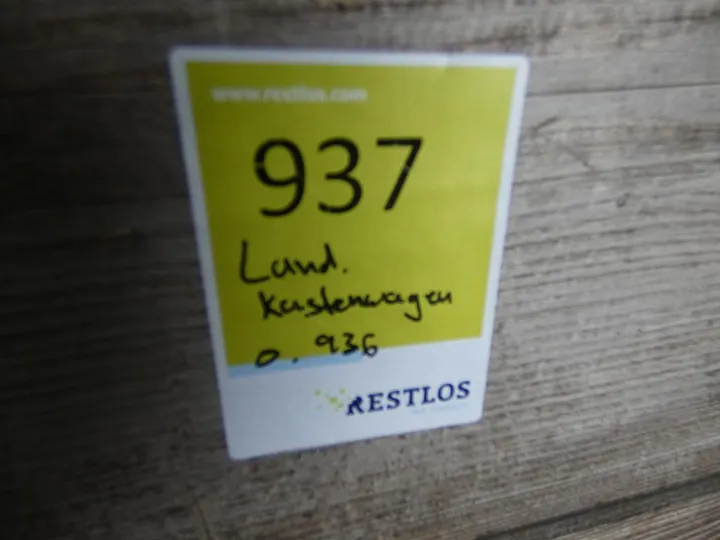 www.restlos.com
937
Land.
Kastenwagen
o. 936
RESTLOS